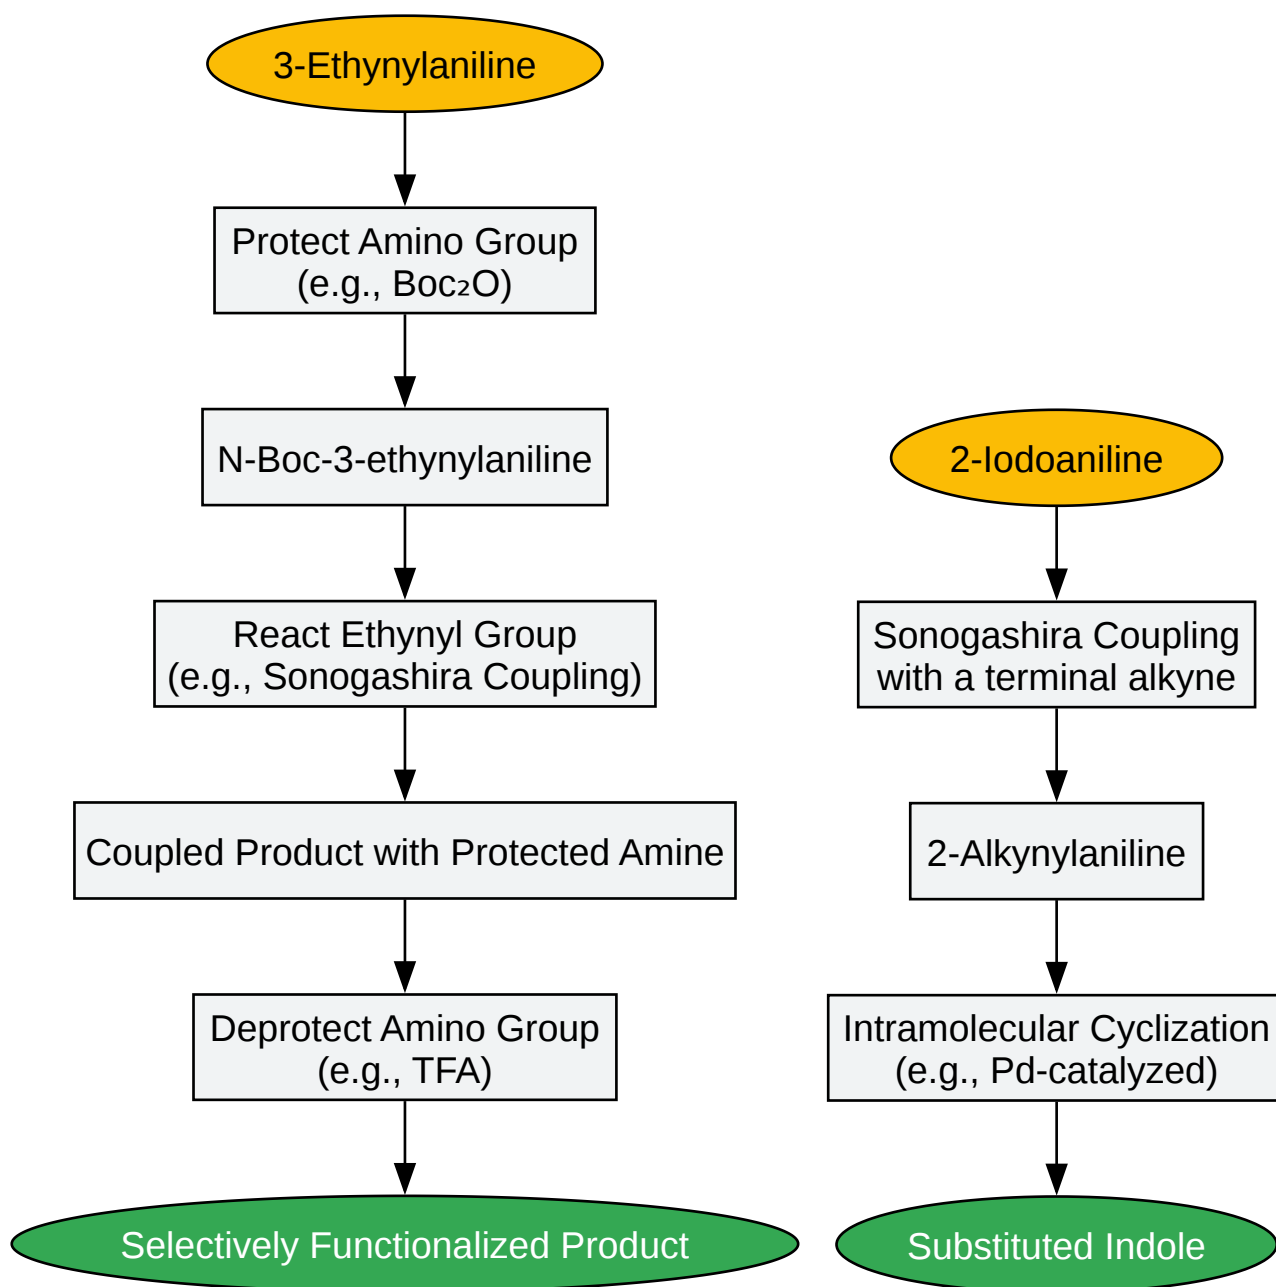 3-Ethynylaniline
Protect Amino Group
(e.g., Boc₂O)
N-Boc-3-ethynylaniline
React Ethynyl Group
(e.g., Sonogashira Coupling)
Coupled Product with Protected Amine
Deprotect Amino Group
(e.g., TFA)
Selectively Functionalized Product
2-Iodoaniline
Sonogashira Coupling
with a terminal alkyne
2-Alkynylaniline
Intramolecular Cyclization
(e.g., Pd-catalyzed)
Substituted Indole